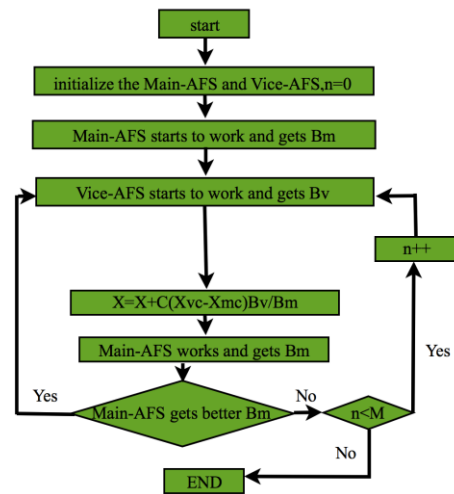 start
initialize the Main-AFS and Vice-AFS,n=0
Main-AFS starts to work and gets Bm
Vice-AFS starts to work and gets Bv
n++
X=X+C(Xvc-Xmc)Bv/Bm
Main-AFS works and gets Bm
Yes
Yes
Main-AFS gets better Bm
No
n<M
No
END